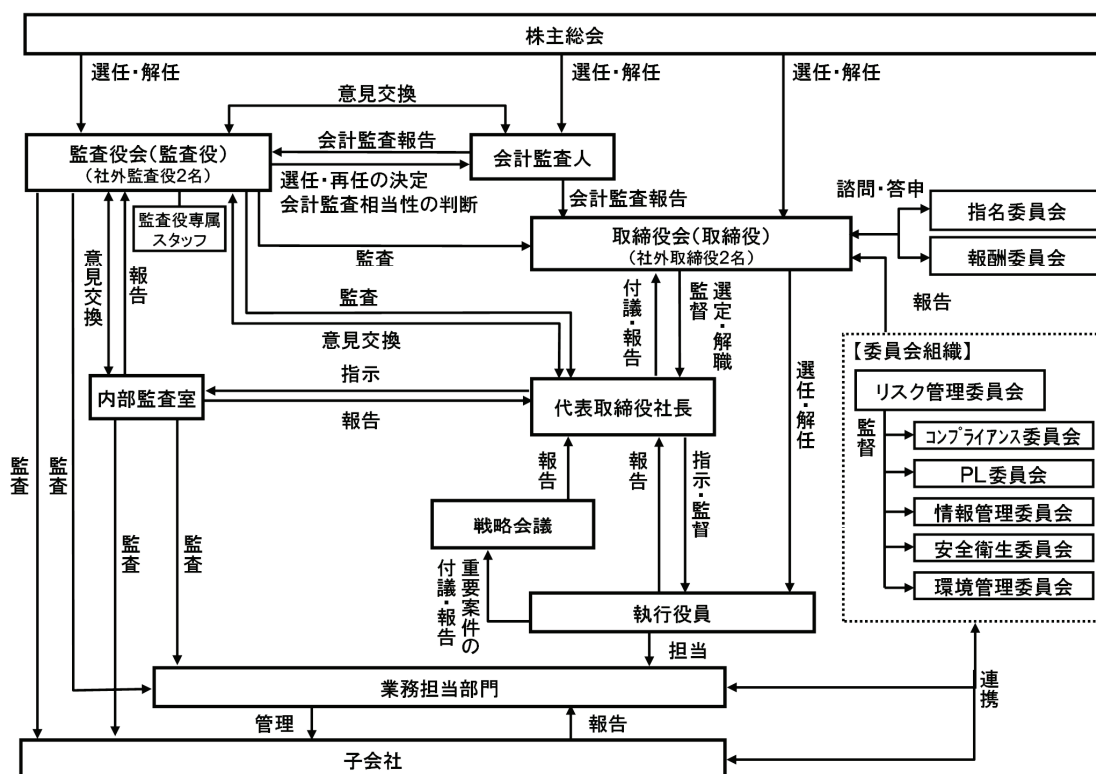 株主総会
選任・解任
選任・解任
選任・解任
意見交換
監査役会(監査役)
(社外監査役2名)
会計監査報告
会計監査人
選任・再任の決定
会計監査相当性の判断
会計監査報告
諮問・答申
指名委員会
報酬委員会
監査役専属
スタッフ
取締役会(取締役)
(社外取締役2名)
監査
意見交換
報告
監査
意見交換
付議・報告
監督
選定・解職
選任・解任
報告
【委員会組織】
リスク管理委員会
監督
コンプライアンス委員会
PL委員会
情報管理委員会
安全衛生委員会
環境管理委員会
内部監査室
指示
報告
代表取締役社長
監査
監査
監査
監査
報告
報告
指示・監督
戦略会議
重要案件の
付議・報告
執行役員
担当
業務担当部門
連携
管理
報告
子会社